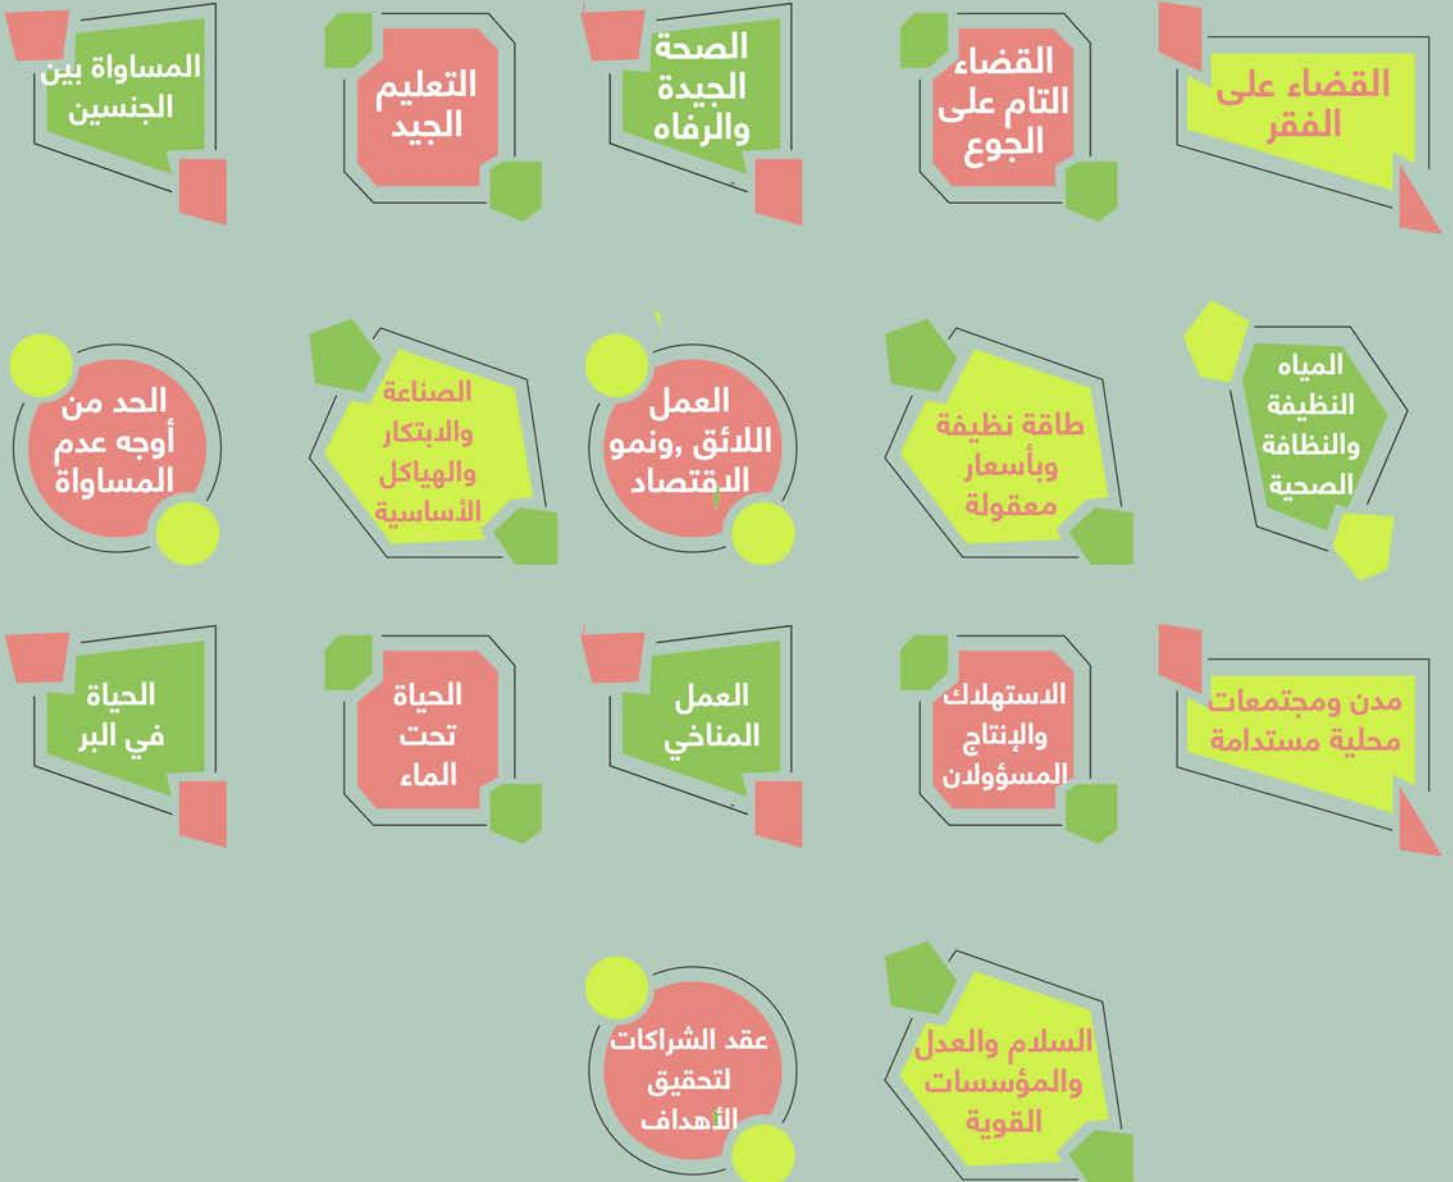 القضاء على
الفقر
القضاء
التام على
الجوع
الصحة
الجيدة
والرفاه
التعليم
الجيد
المساواة بين
الجنسين
المياه
النظيفة
والنظافة
الصحية
طاقة نظيفة
وبأسعار
معقولة
العمل
اللائق ,ونمو
الاقتصاد
الصناعة
والابتكار
والهياكل
الأساسية
الحد من
أوجه عدم
المساواة
مدن ومجتمعات
محلية مستدامة
الاستهلاك
والإنتاج
المسؤولان
العمل
المناخي
الحياة
تحت
الماء
الحياة
في البر
السلام والعدل
والمؤسسات
القوية
عقد الشراكات
لتحقيق
الأهداف